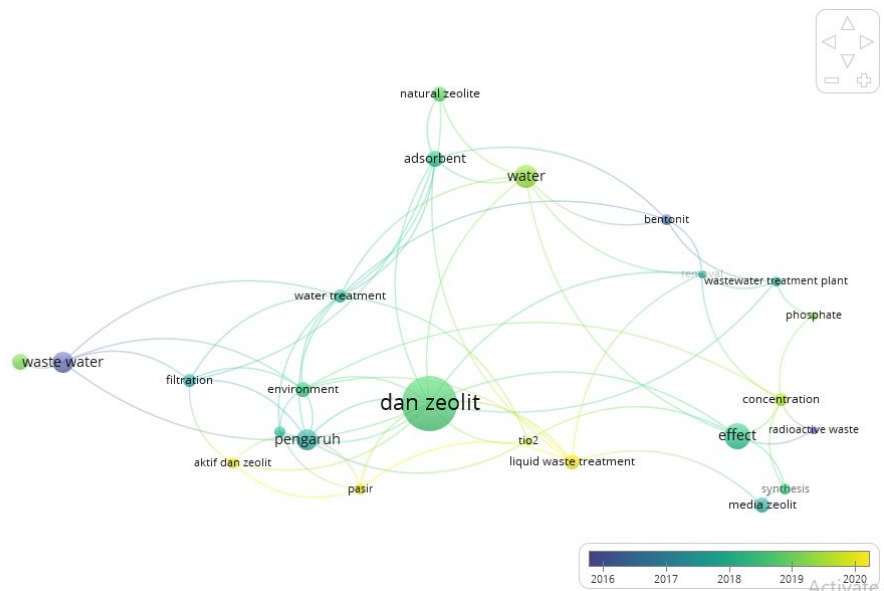 natural zeolite
adsorbent
water
bentonit
removal
wastewater treatment plant
water treatment
phosphate
waste water
filtration
environment
dan zeolit
concentration
radioactive waste
effect
pengaruh
tio2
aktif dan zeolit
liquid waste treatment
pasir
synthesis
media zeolit
2016 2017 2018 2019 2020
Activate